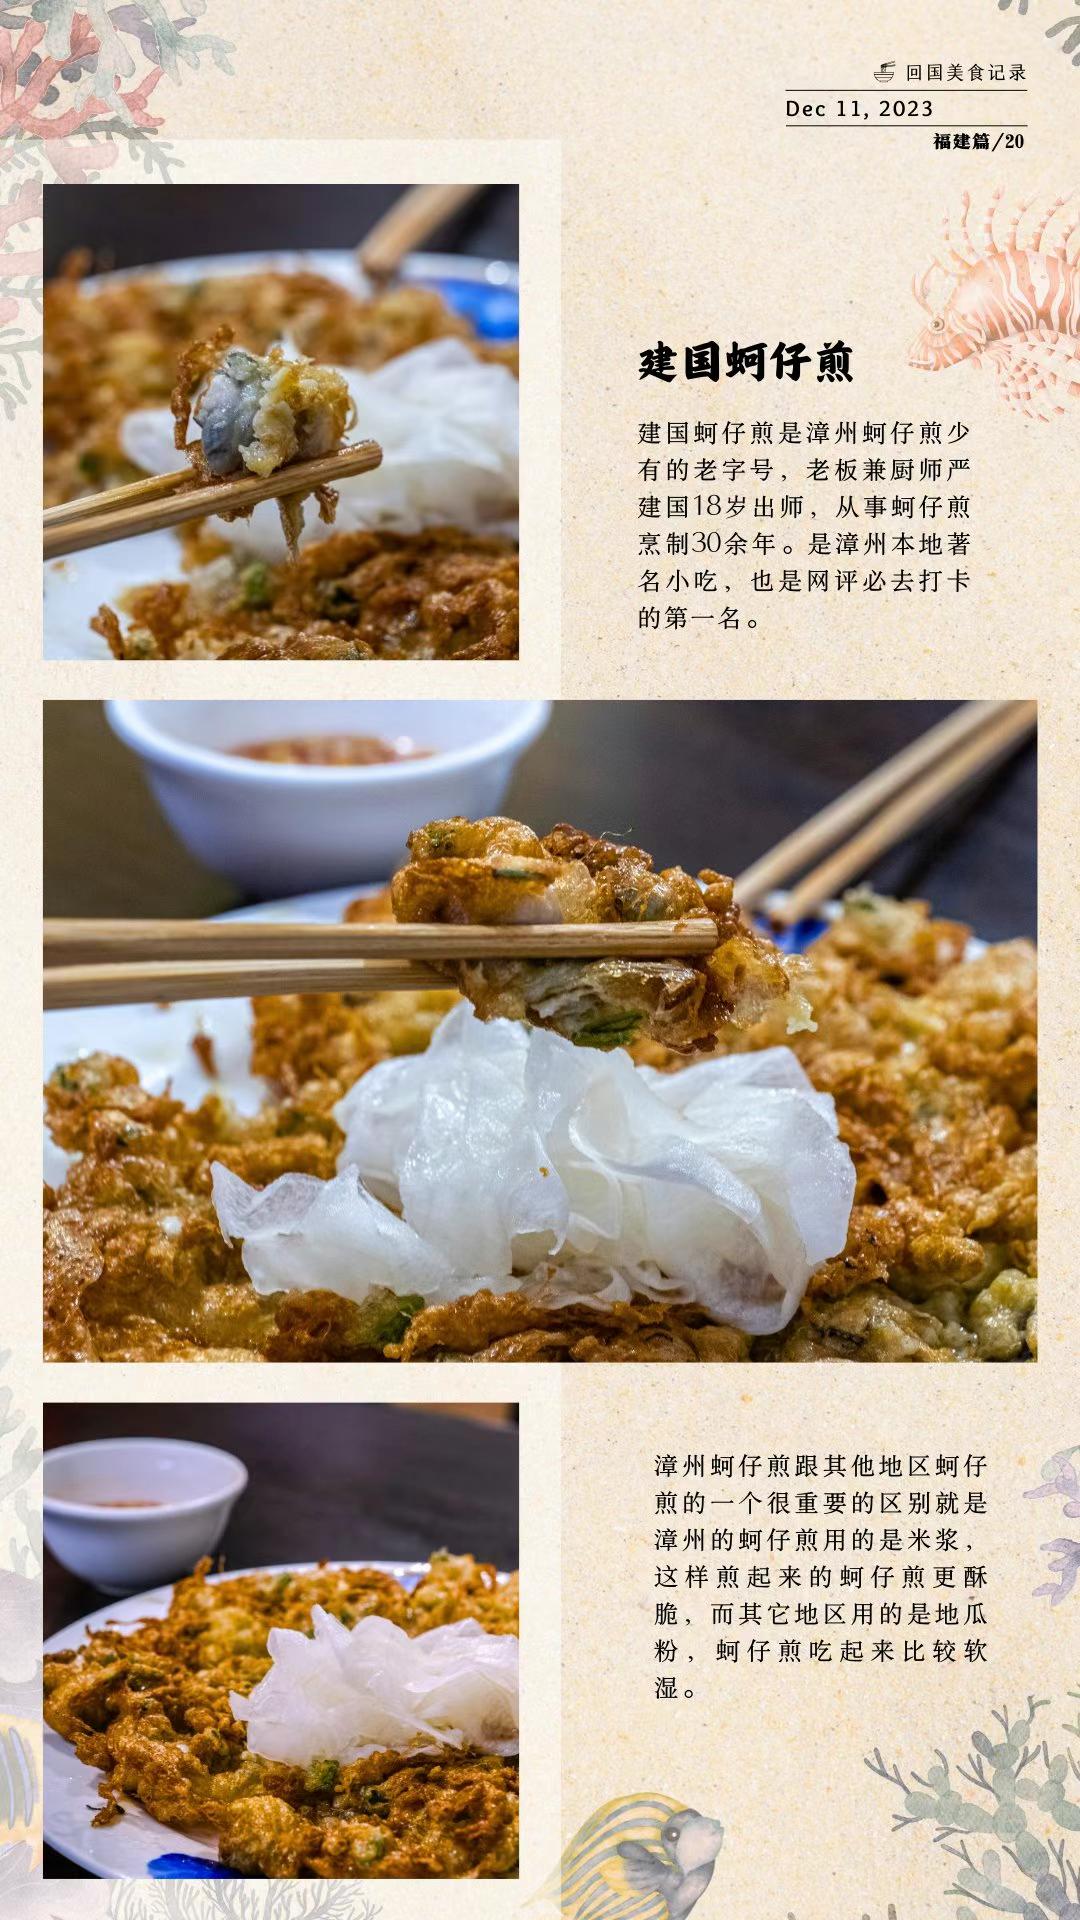 回国美食记录
Dec 11, 2023
福建篇/20
建国蚵仔煎
建国蚵仔煎是漳州蚵仔煎少
有的老字号，老板兼厨师严
建国18岁出师，从事蚵仔煎
烹制30余年。是漳州本地著
名小吃，也是网评必去打卡
的第一名。
漳州蚵仔煎跟其他地区蚵仔
煎的一个很重要的区别就是
漳州的蚵仔煎用的是米浆，
这样煎起来的蚵仔煎更酥
脆，而其它地区用的是地瓜
粉，蚵仔煎吃起来比较软
湿。